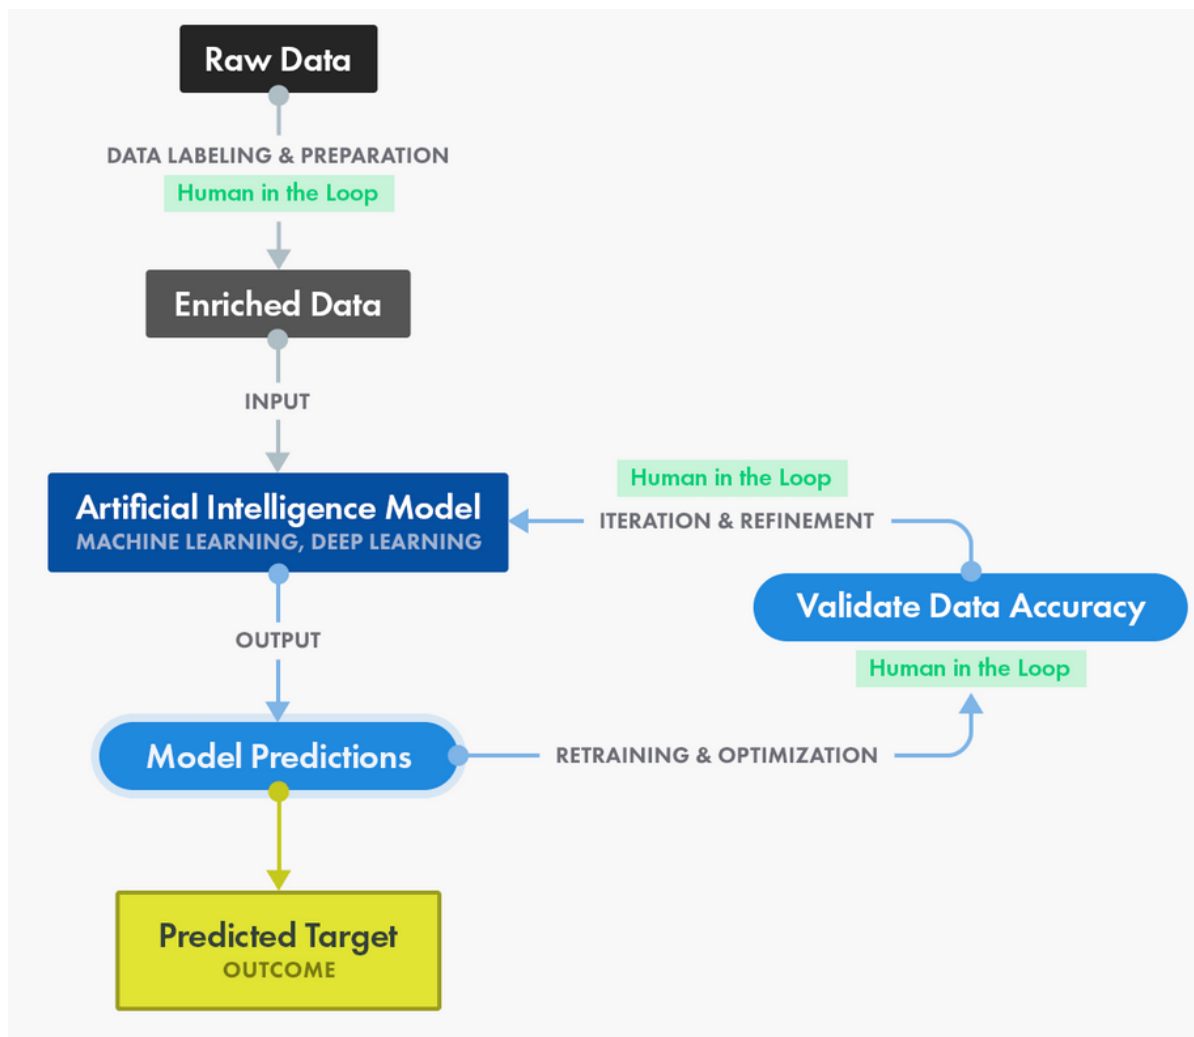 Raw Data
DATA LABELING & PREPARATION
Human in the Loop
Enriched Data
INPUT
Artificial Intelligence Model
MACHINE LEARNING, DEEP LEARNING
Human in the Loop
ITERATION & REFINEMENT
Validate Data Accuracy
Human in the Loop
OUTPUT
Model Predictions
RETRAINING & OPTIMIZATION
Predicted Target
OUTCOME